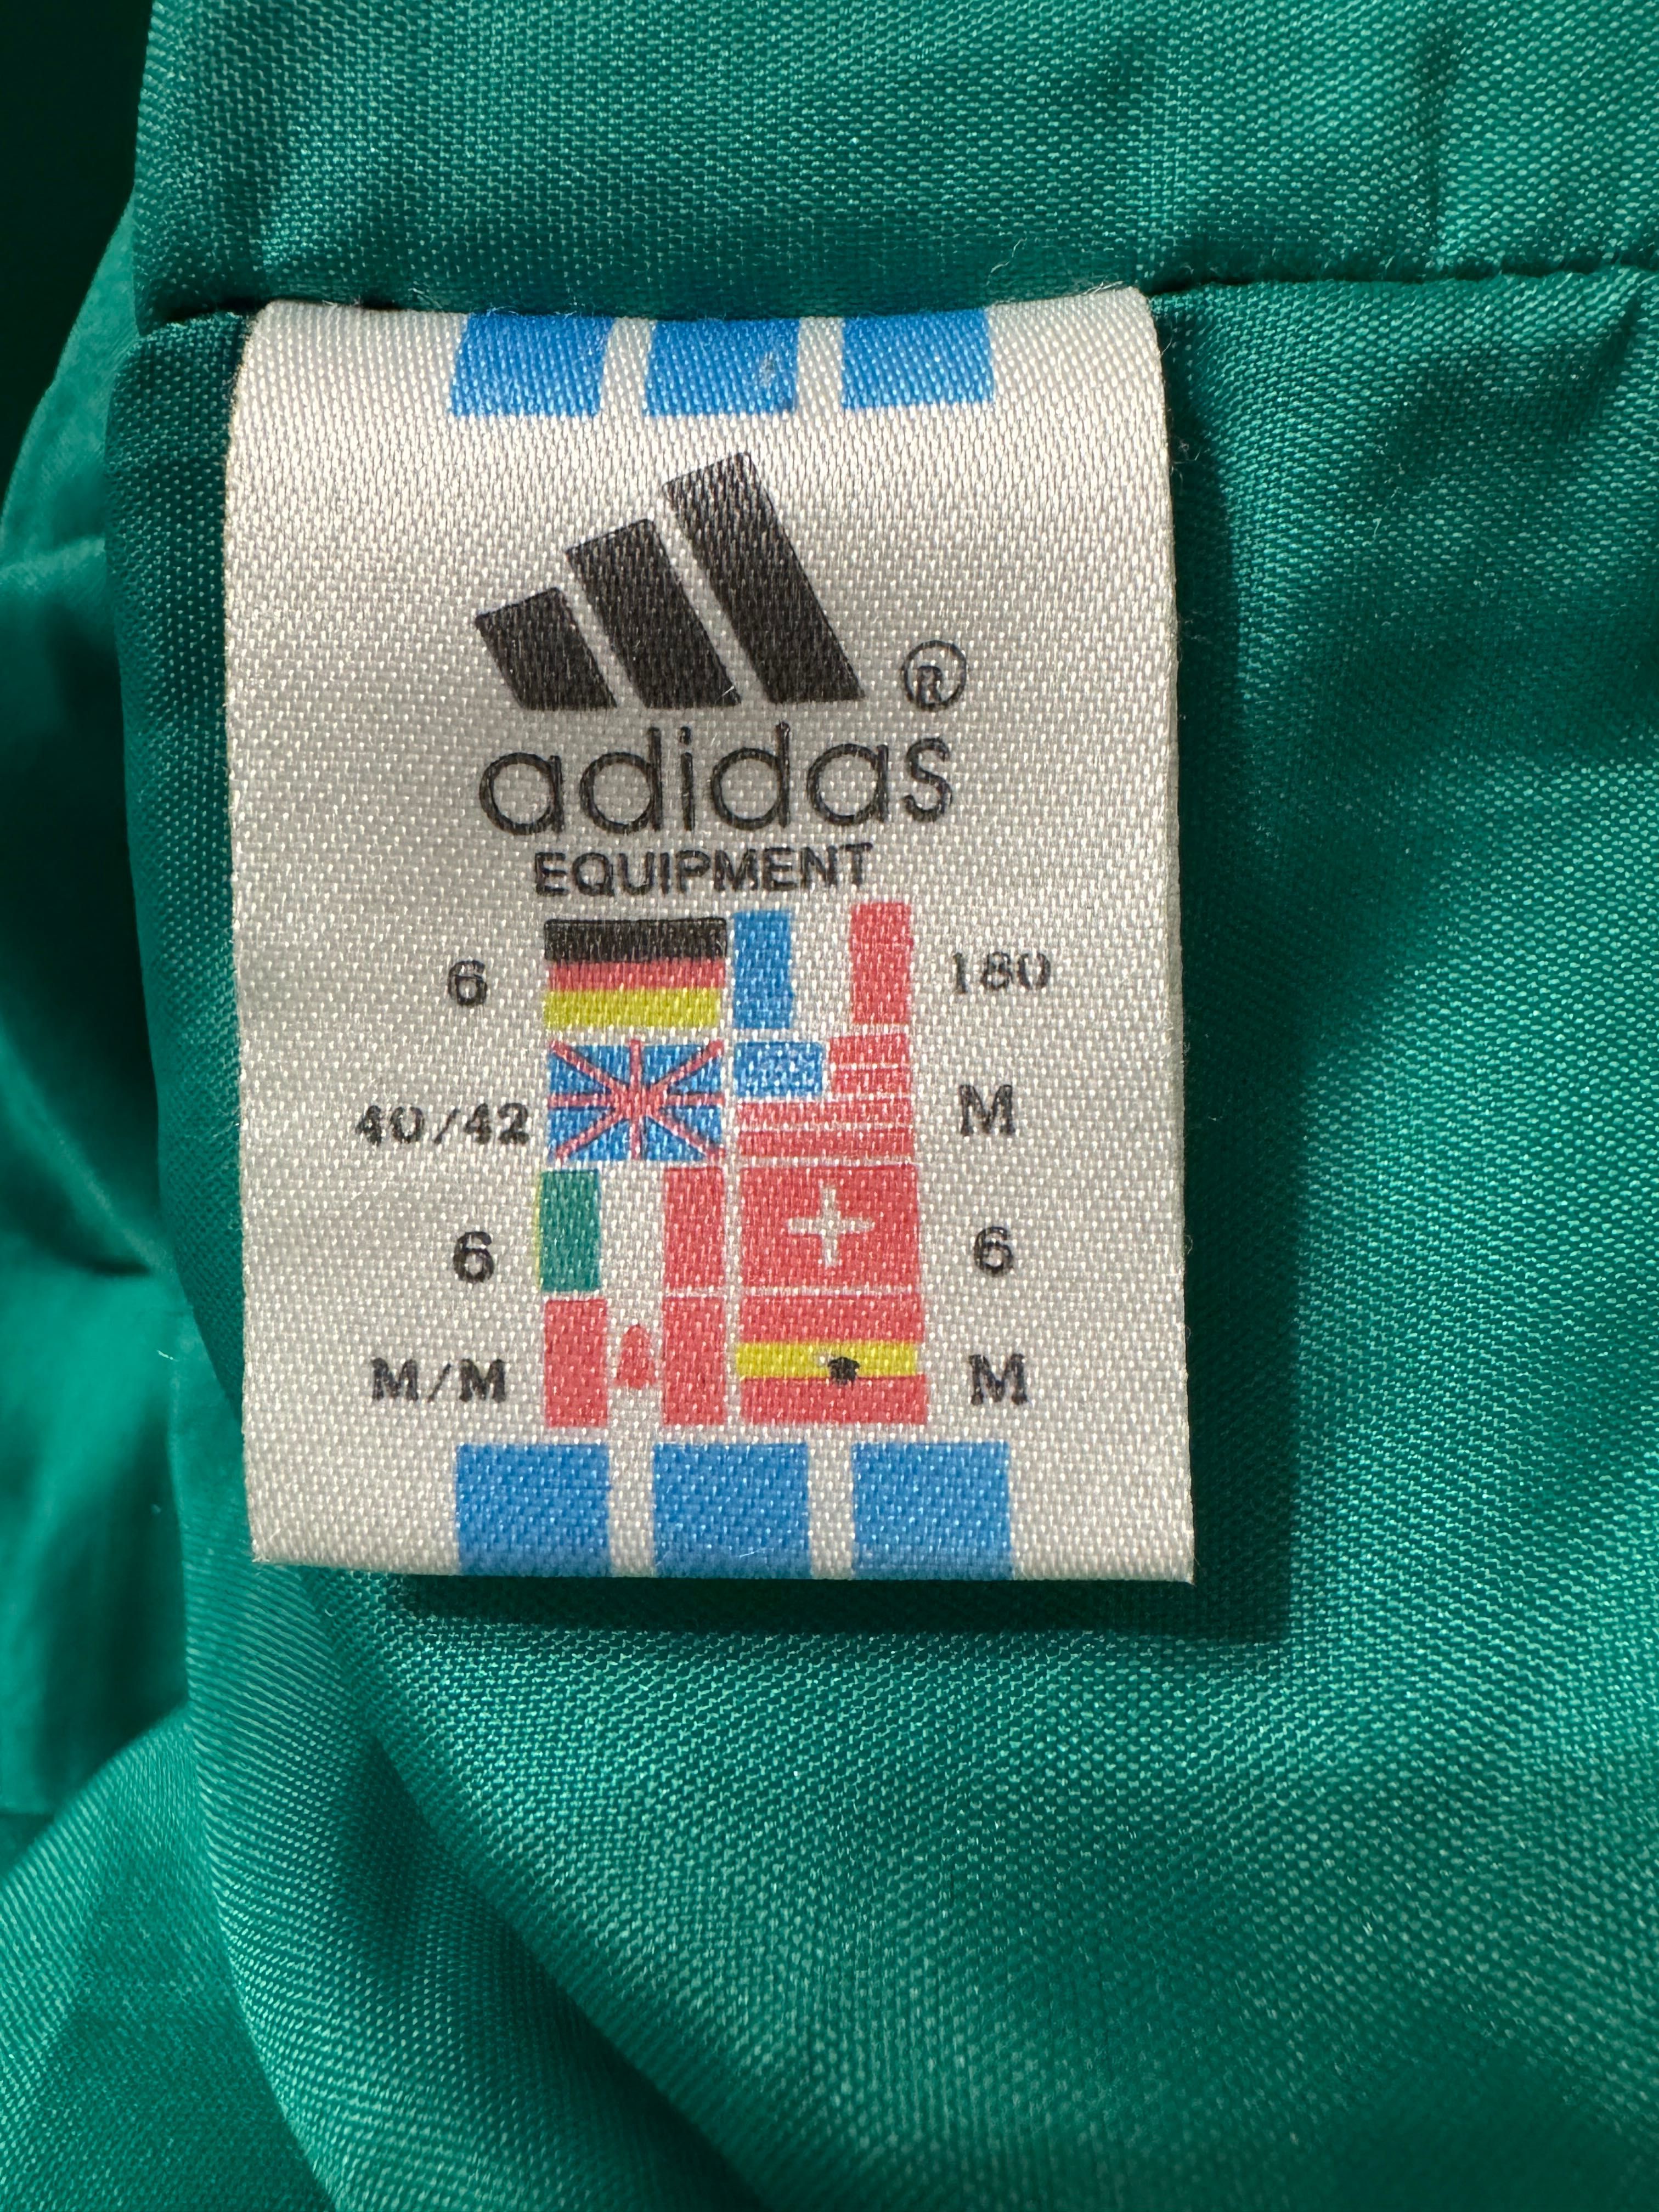 ®
adidas
EQUIPMENT
6 180
40/42 M
6 6
M/M M